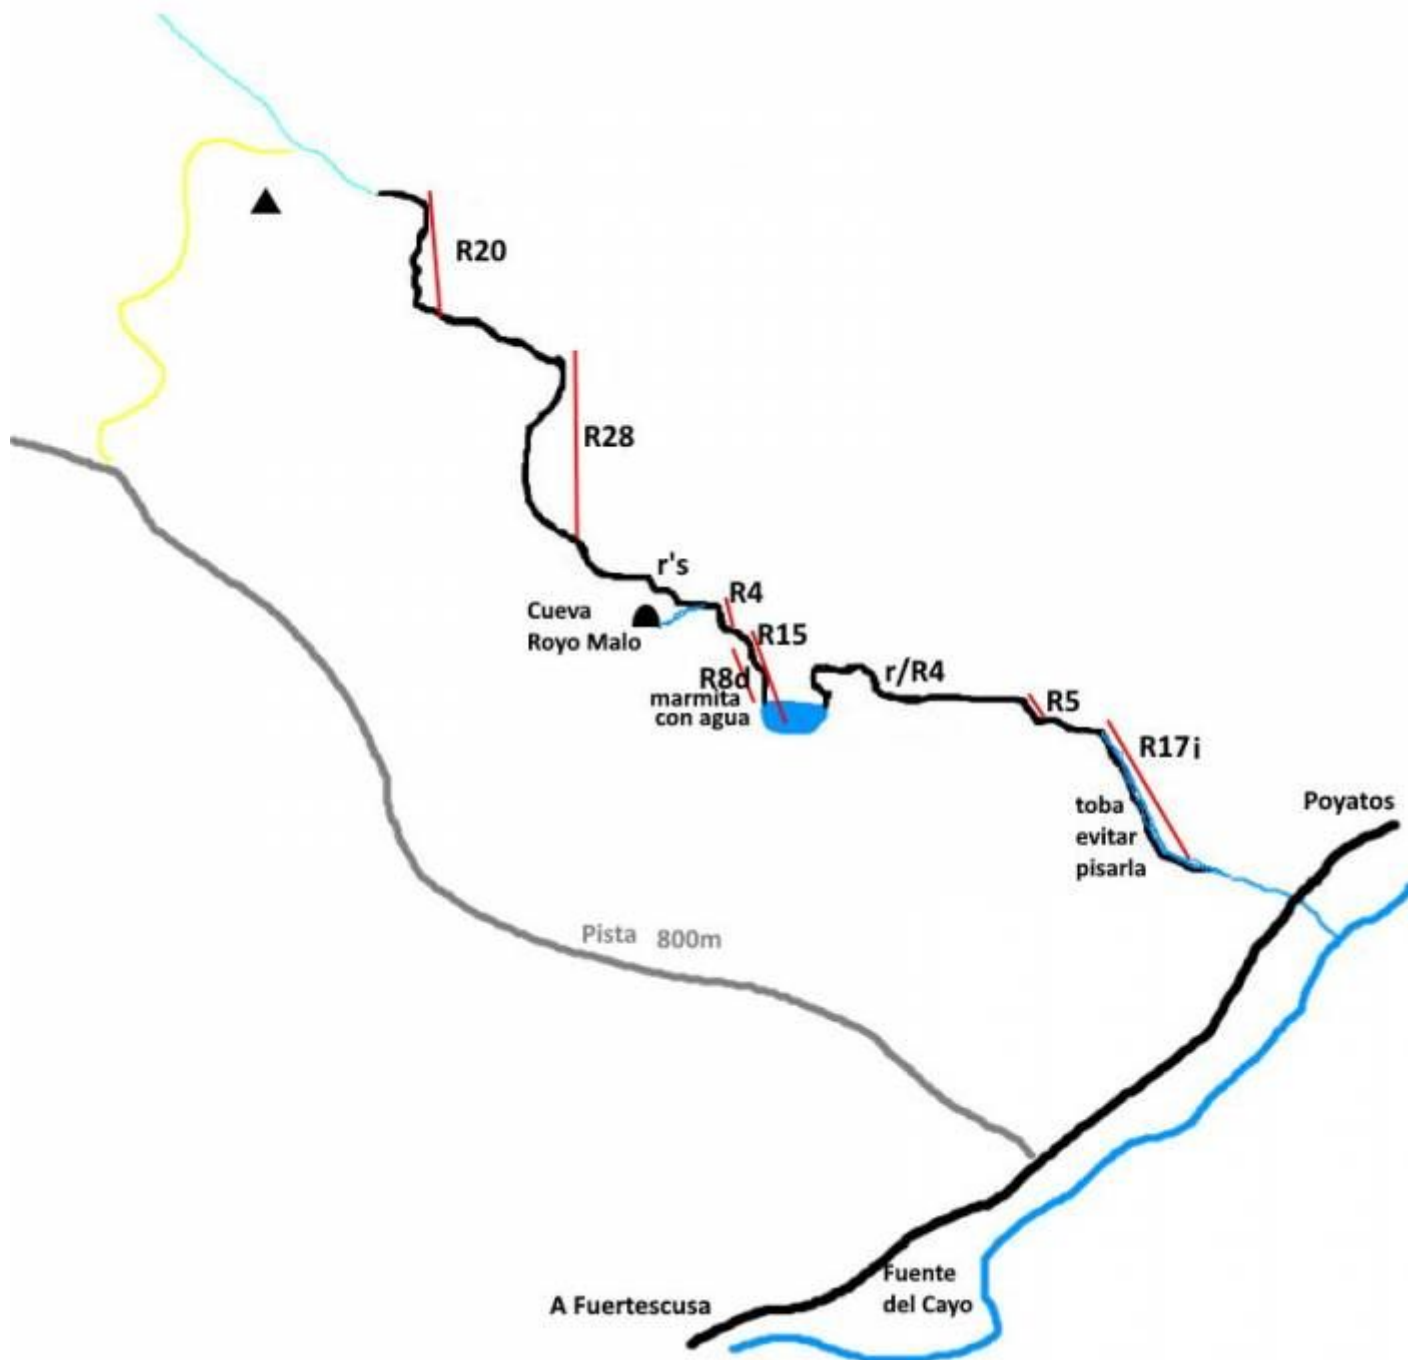 R20
R28
r's
R4
Cueva
Royo Malo
R15
R8d
marmita
con agua
r/R4
R5
R17i
toba
evitar
pisarla
Poyatos
Pista 800m
Fuente
del Cayo
A Fuertescusa